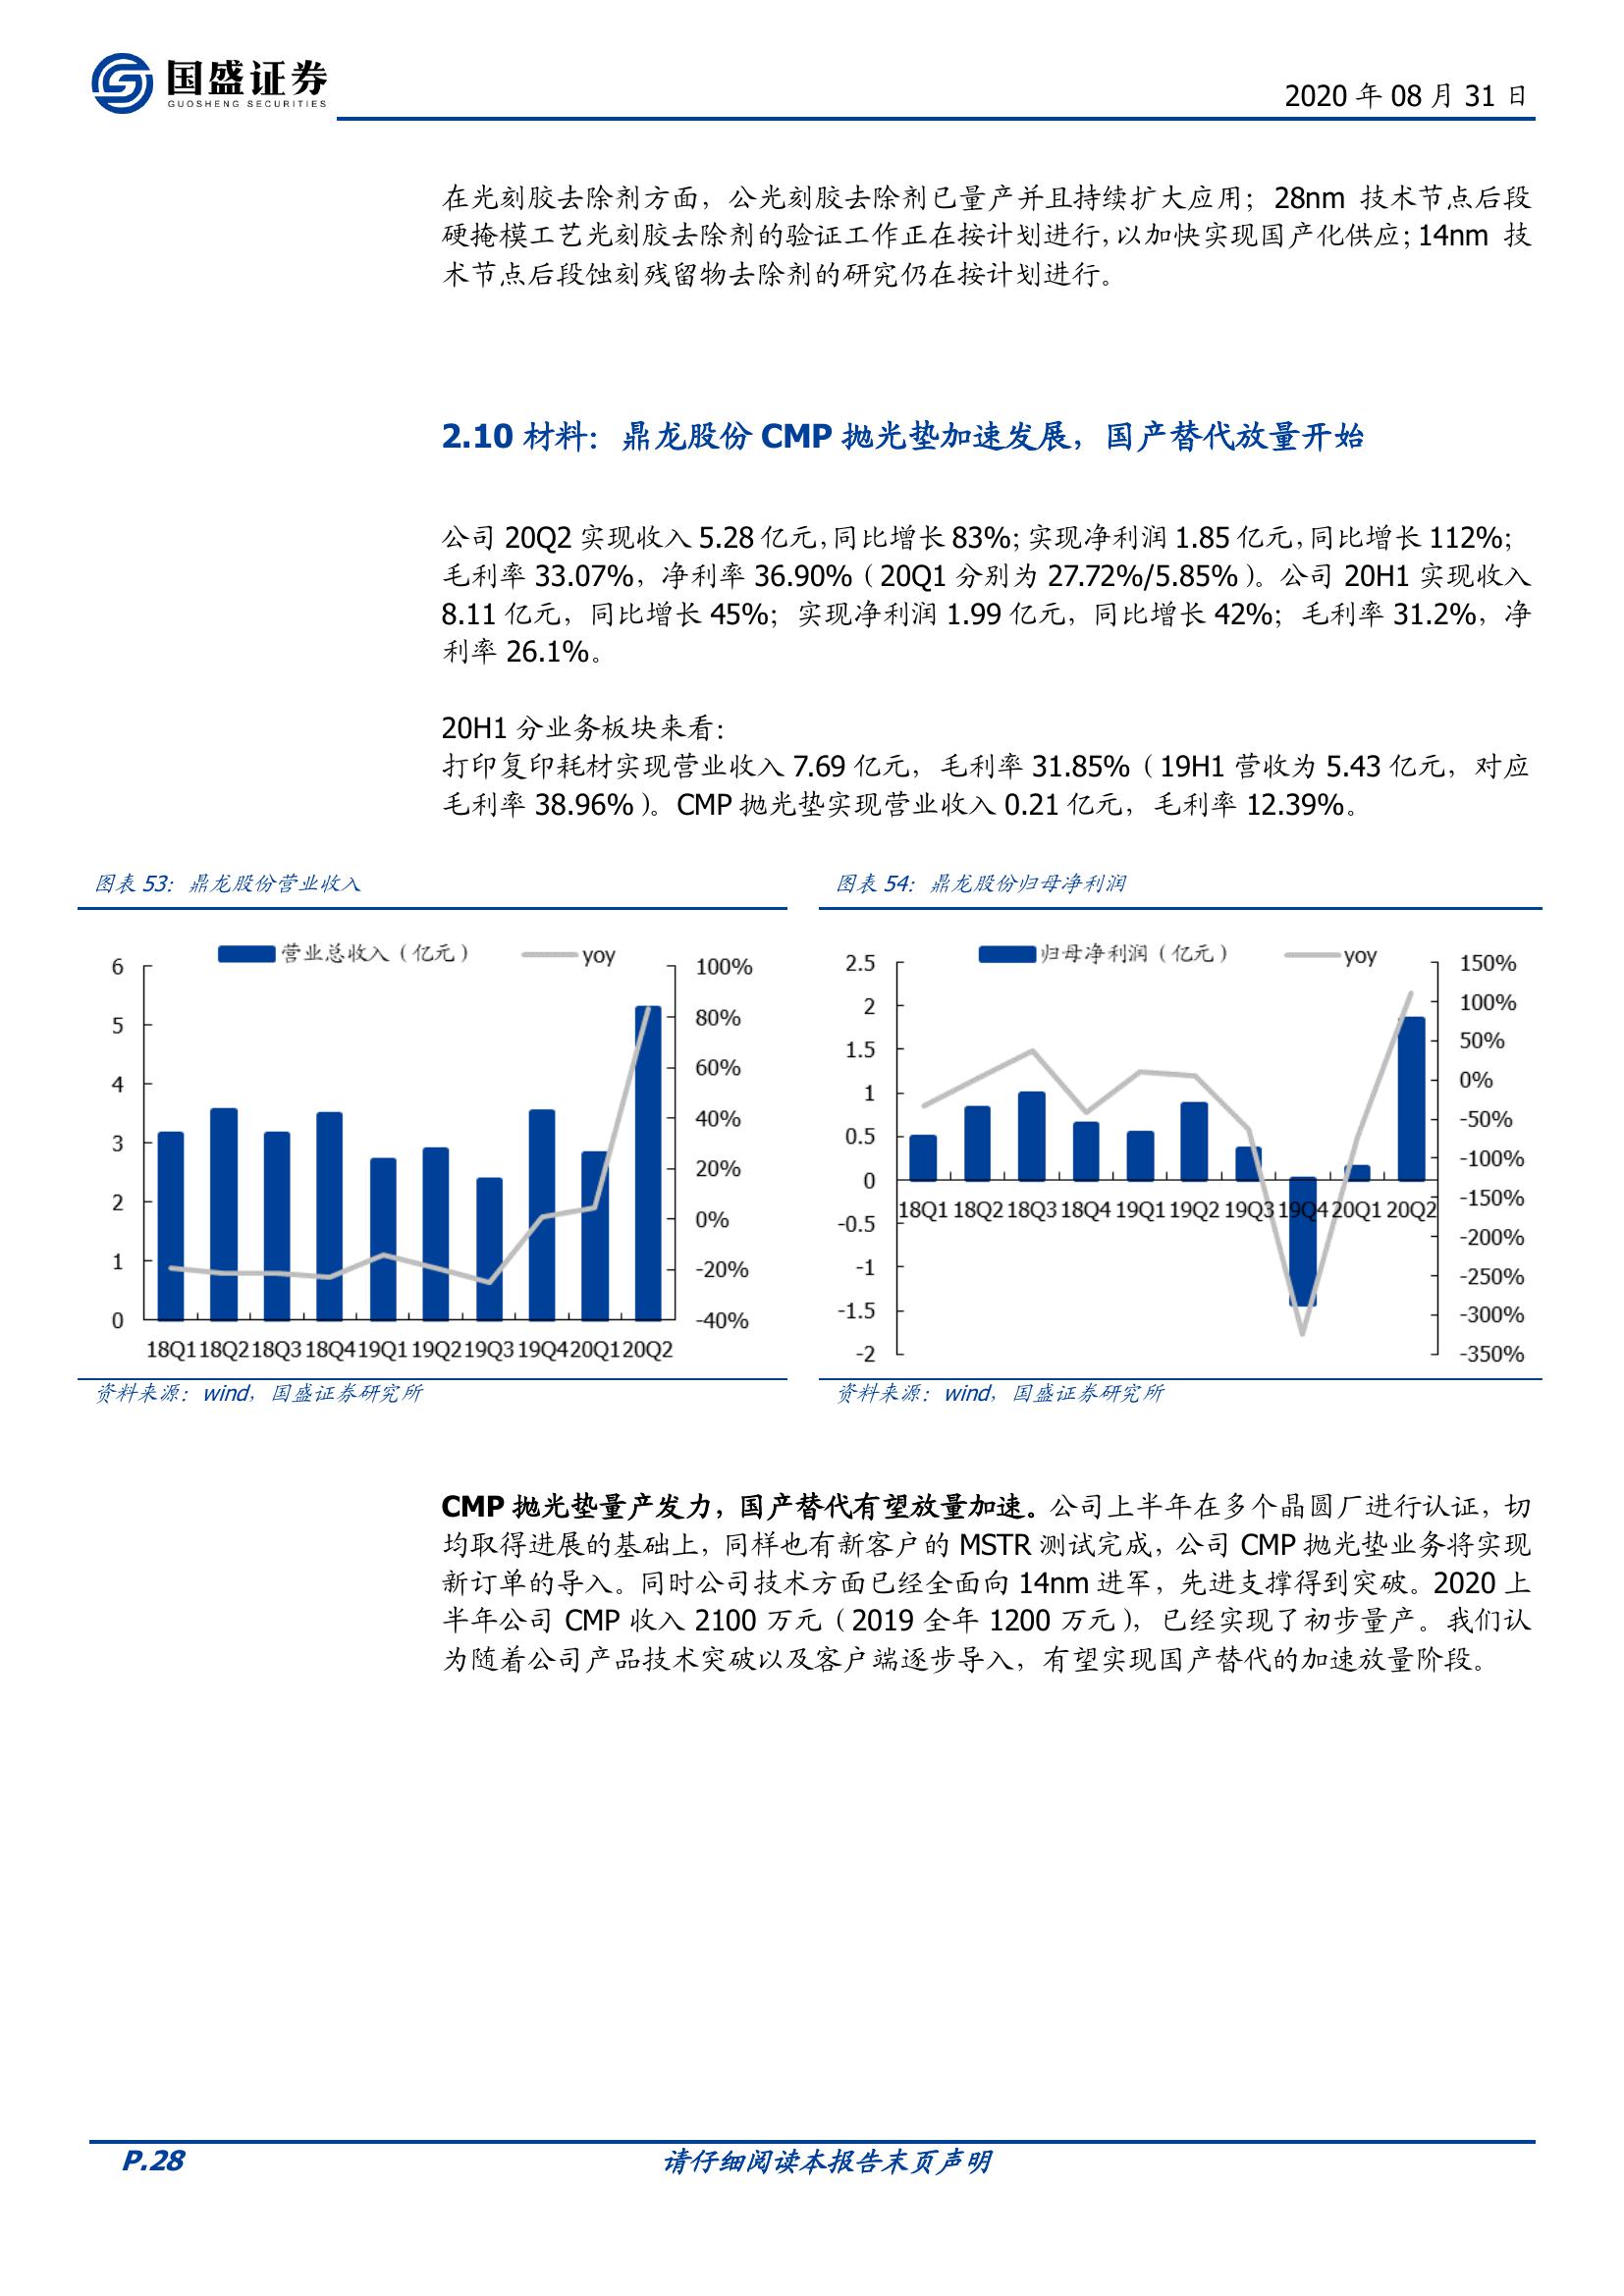 国盛证券
GUOSHENG SECURITIES
2020 年 08 月 31 日
在光刻胶去除剂方面，公光刻胶去除剂已量产并且持续扩大应用；28nm 技术节点后段
硬掩模工艺光刻胶去除剂的验证工作正在按计划进行，以加快实现国产化供应；14nm 技
术节点后段蚀刻残留物去除剂的研究仍在按计划进行。
2.10 材料：鼎龙股份 CMP 抛光垫加速发展，国产替代放量开始
公司 20Q2 实现收入 5.28 亿元，同比增长 83%；实现净利润 1.85 亿元，同比增长 112%；
毛利率 33.07%，净利率 36.90%（20Q1 分别为 27.72%/5.85%）。公司 20H1 实现收入
8.11 亿元，同比增长 45%；实现净利润 1.99 亿元，同比增长 42%；毛利率 31.2%，净
利率 26.1%。
20H1 分业务板块来看：
打印复印耗材实现营业收入 7.69 亿元，毛利率 31.85%（19H1 营收为 5.43 亿元，对应
毛利率 38.96%）。CMP 抛光垫实现营业收入 0.21 亿元，毛利率 12.39%。
图表 53：鼎龙股份营业收入
营业总收入（亿元） yoy
6
5
4
3
2
1
0
100%
80%
60%
40%
20%
0%
-20%
-40%
18Q1 18Q2 18Q3 18Q4 19Q1 19Q2 19Q3 19Q4 20Q1 20Q2
资料来源：wind，国盛证券研究所
图表 54：鼎龙股份归母净利润
归母净利润（亿元） yoy
2.5
2
1.5
1
0.5
0
-0.5
-1
-1.5
-2
150%
100%
50%
0%
-50%
-100%
-150%
-200%
-250%
-300%
-350%
18Q1 18Q2 18Q3 18Q4 19Q1 19Q2 19Q3 19Q4 20Q1 20Q2
资料来源：wind，国盛证券研究所
CMP 抛光垫量产发力，国产替代有望放量加速。公司上半年在多个晶圆厂进行认证，切
均取得进展的基础上，同样也有新客户的 MSTR 测试完成，公司 CMP 抛光垫业务将实现
新订单的导入。同时公司技术方面已经全面向 14nm 进军，先进支撑得到突破。2020 上
半年公司 CMP 收入 2100 万元（2019 全年 1200 万元），已经实现了初步量产。我们认
为随着公司产品技术突破以及客户端逐步导入，有望实现国产替代的加速放量阶段。
P.28
请仔细阅读本报告末页声明